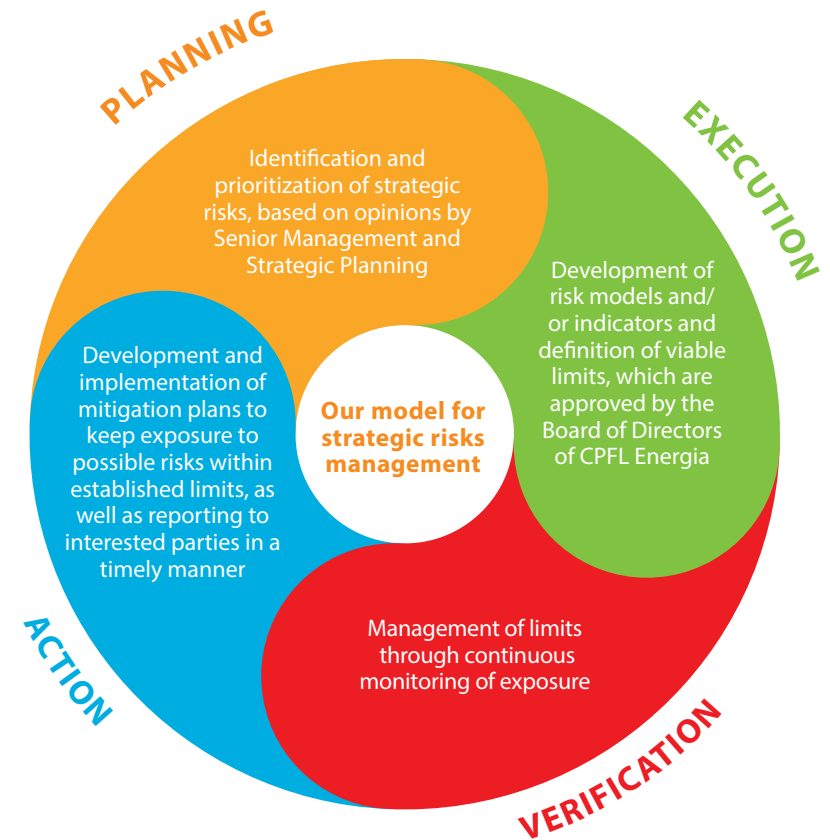 PLANNING
Identification and
prioritization of strategic
risks, based on opinions by
Senior Management and
Strategic Planning
EXECUTION
Development of
risk models and/
or indicators and
definition of viable
limits, which are
approved by the
Board of Directors
of CPFL Energia
Our model for
strategic risks
management
Development and
implementation of
mitigation plans to
keep exposure to
possible risks within
established limits, as
well as reporting to
interested parties in a
timely manner
ACTION
Management of limits
through continuous
monitoring of exposure
VERIFICATION